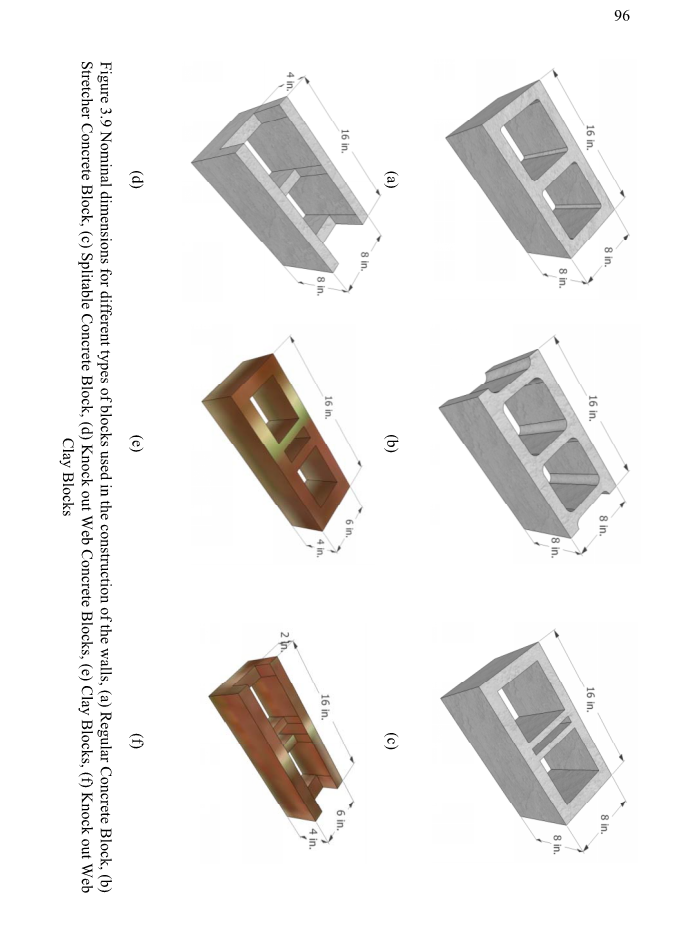 96
16 in.
8 in.
8 in.
16 in.
8 in.
8 in.
16 in.
8 in.
8 in.
(a)
(b)
(c)
4 in.
16 in.
8 in.
8 in.
16 in.
6 in.
4 in.
2 in.
16 in.
6 in.
4 in.
(d)
(e)
(f)
Figure 3.9 Nominal dimensions for different types of blocks used in the construction of the walls, (a) Regular Concrete Block, (b)
Stretcher Concrete Block, (c) Splitable Concrete Block, (d) Knock out Web Concrete Blocks, (e) Clay Blocks, (f) Knock out Web
Clay Blocks